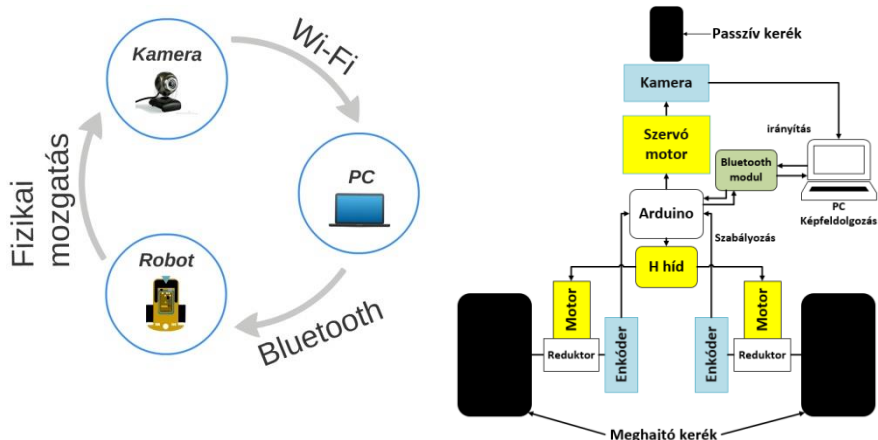 Kamera
Wi-Fi
PC
Bluetooth
Robot
Fizikai
mozgatás
Passzív kerék
Kamera
Szervó
motor
irányítás
Bluetooth
modul
PC
Képfeldolgozás
Arduino
Szabályozás
H híd
Motor
Reduktor
Enkóder
Enkóder
Motor
Reduktor
Meghajtó kerék